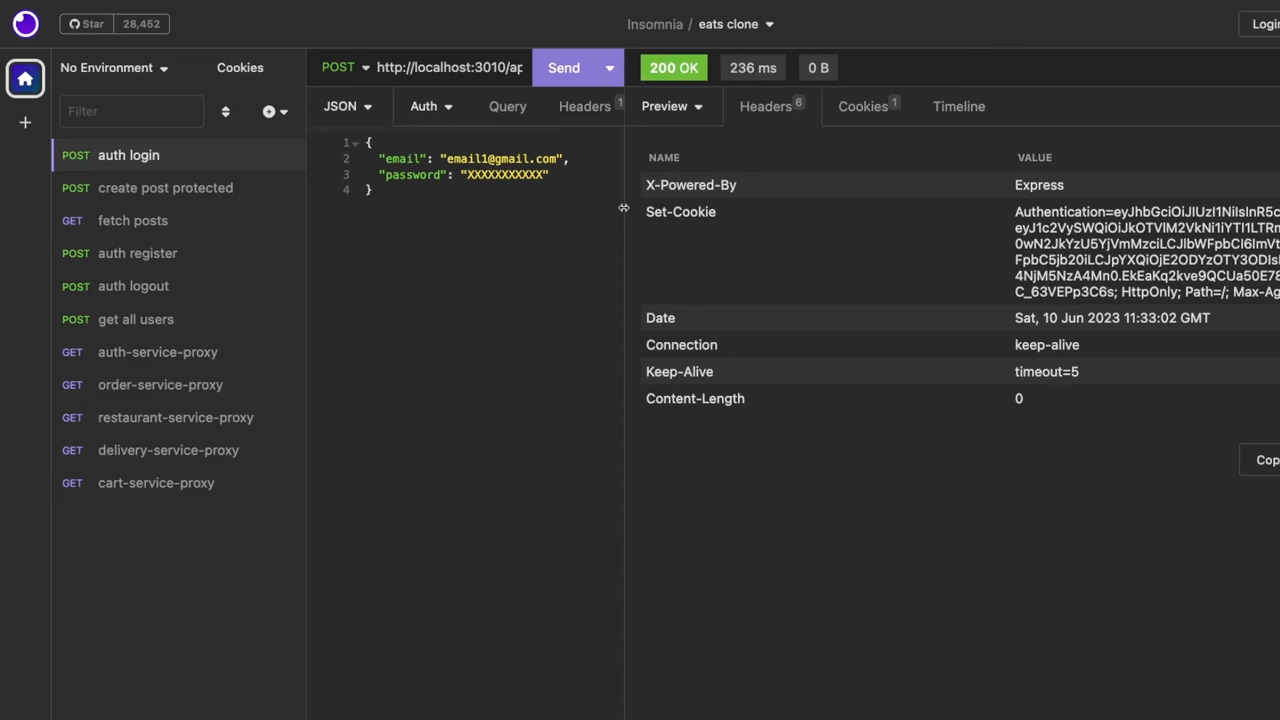 Star 28,452
Insomnia / eats clone
Login
No Environment
Cookies
POST http://localhost:3010/ap
Send
200 OK
236 ms
0 B
Filter
JSON
Auth
Query
Headers 1
Preview
Headers 6
Cookies 1
Timeline
POST auth login
POST create post protected
GET fetch posts
POST auth register
POST auth logout
POST get all users
GET auth-service-proxy
GET order-service-proxy
GET restaurant-service-proxy
GET delivery-service-proxy
GET cart-service-proxy
1 {
2 "email": "email1@gmail.com",
3 "password": "XXXXXXXXXXX"
4 }
NAME VALUE
X-Powered-By Express
Set-Cookie
Date Sat, 10 Jun 2023 11:33:02 GMT
Connection keep-alive
Keep-Alive timeout=5
Content-Length 0
Cop